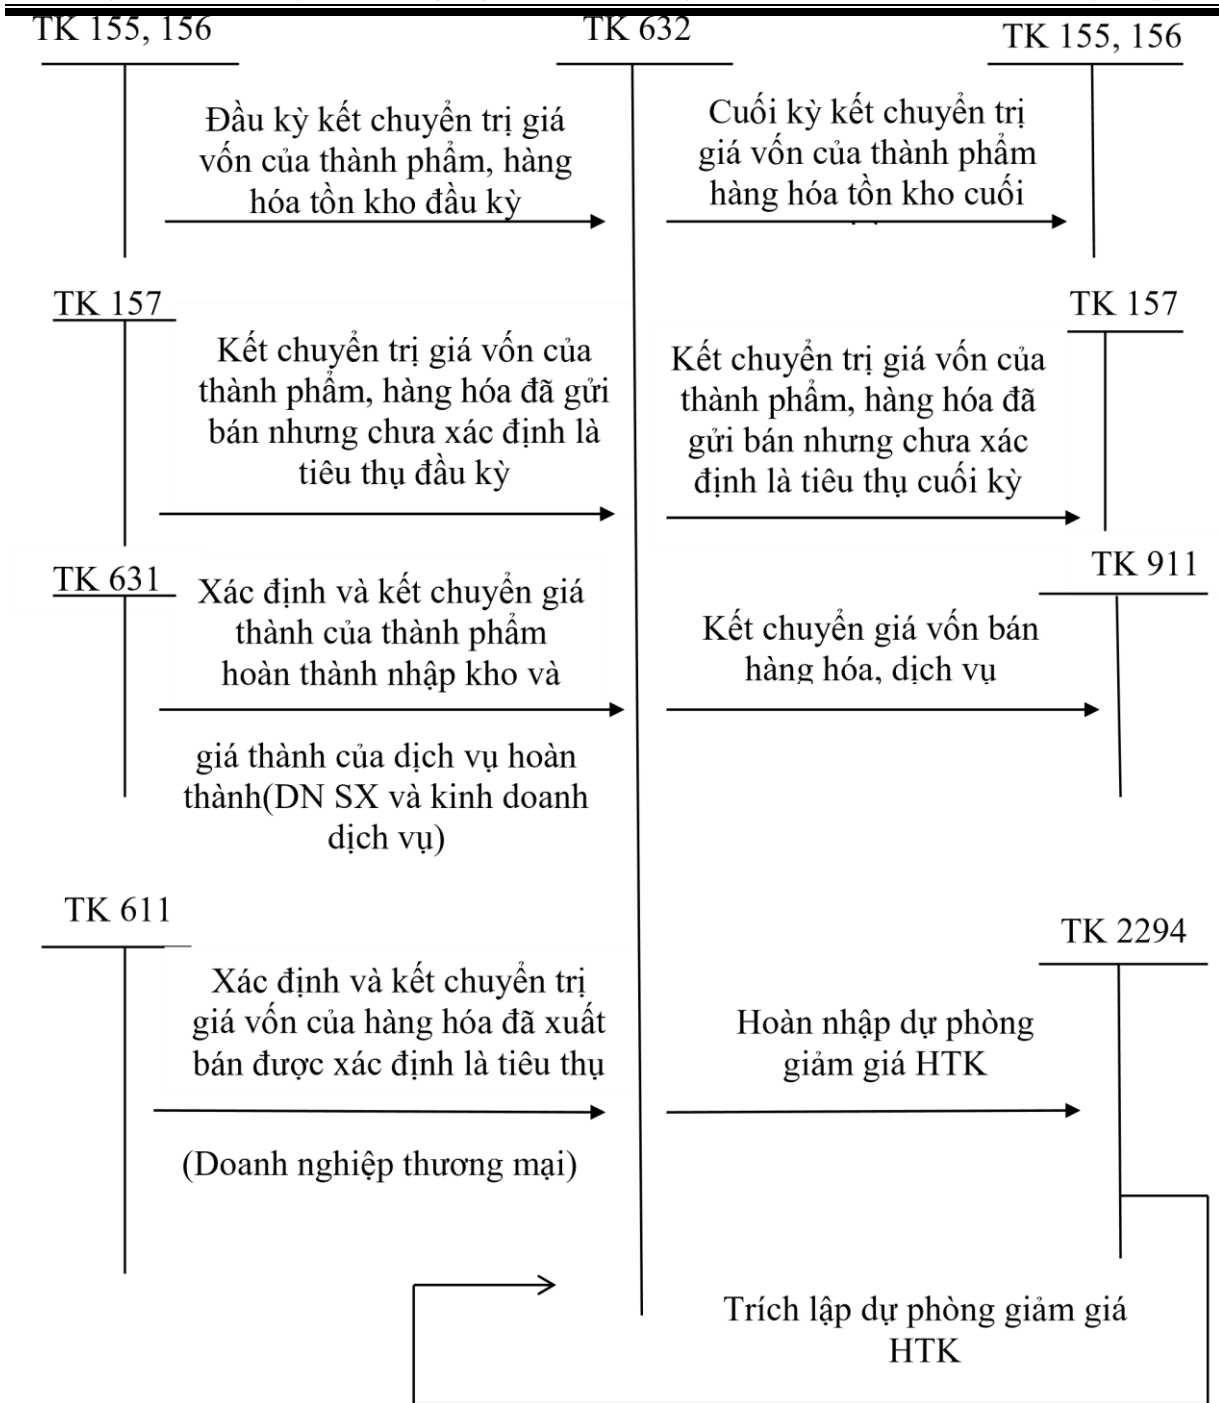 TK 155, 156
TK 632
TK 155, 156
Đầu kỳ kết chuyển trị giá
vốn của thành phẩm, hàng
hóa tồn kho đầu kỳ
Cuối kỳ kết chuyển trị
giá vốn của thành phẩm
hàng hóa tồn kho cuối
TK 157
TK 157
Kết chuyển trị giá vốn của
thành phẩm, hàng hóa đã gửi
bán nhưng chưa xác định là
tiêu thụ đầu kỳ
Kết chuyển trị giá vốn của
thành phẩm, hàng hóa đã
gửi bán nhưng chưa xác
định là tiêu thụ cuối kỳ
TK 631
TK 911
Xác định và kết chuyển giá
thành của thành phẩm
hoàn thành nhập kho và
giá thành của dịch vụ hoàn
thành(DN SX và kinh doanh
dịch vụ)
Kết chuyển giá vốn bán
hàng hóa, dịch vụ
TK 611
TK 2294
Xác định và kết chuyển trị
giá vốn của hàng hóa đã xuất
bán được xác định là tiêu thụ
(Doanh nghiệp thương mại)
Hoàn nhập dự phòng
giảm giá HTK
Trích lập dự phòng giảm giá
HTK